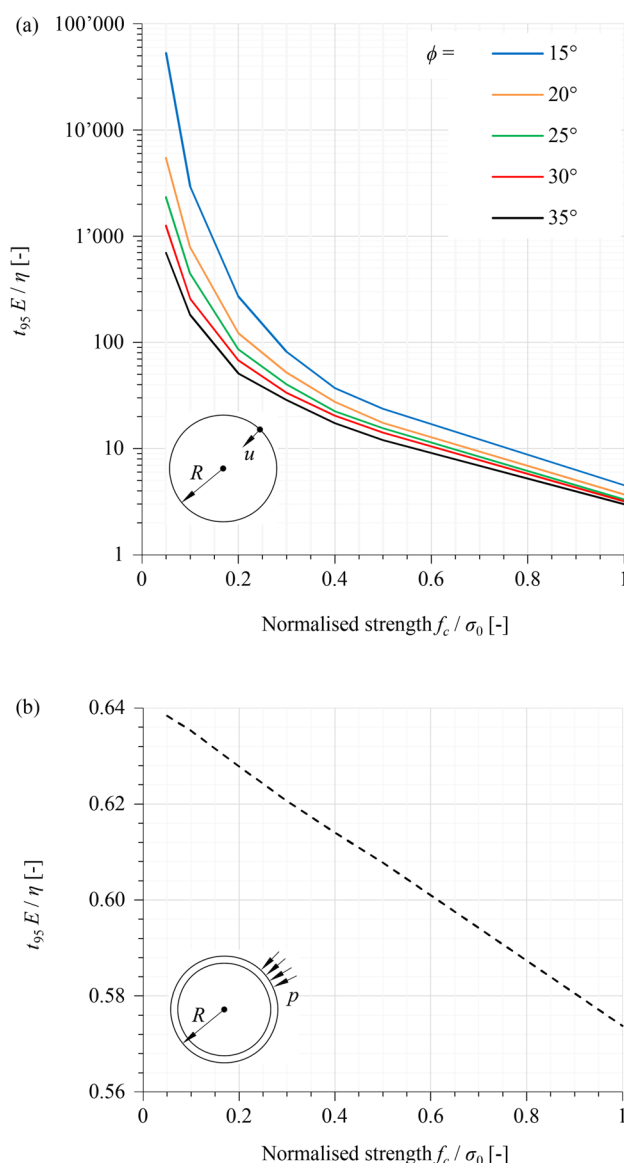 (a)
100’000
10’000
1’000
100
10
1
t95 E / η [-]
ϕ =
15°
20°
25°
30°
35°
R
u
0
0.2
0.4
0.6
0.8
1
Normalised strength fc / σ0 [-]
(b)
0.64
0.62
0.60
0.58
0.56
t95 E / η [-]
R
p
0
0.2
0.4
0.6
0.8
1
Normalised strength fc / σ0 [-]